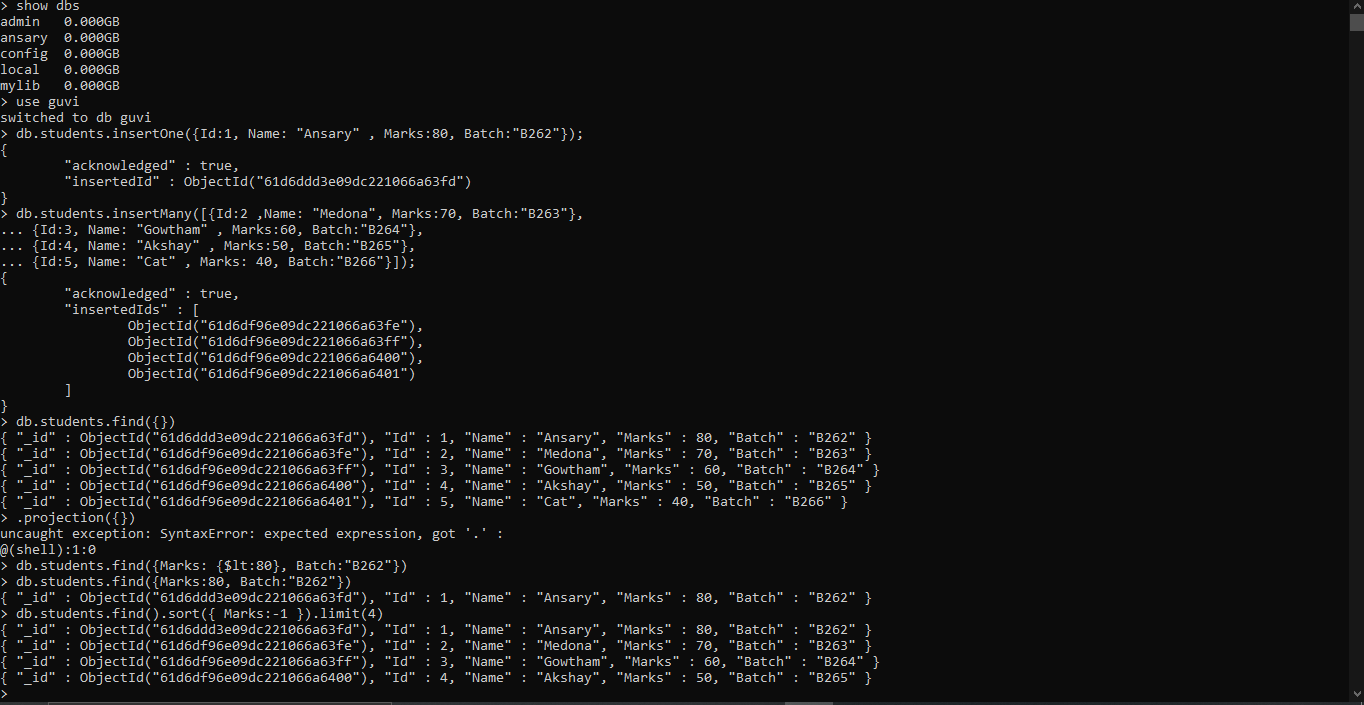 > show dbs
admin   0.000GB
ansary  0.000GB
config  0.000GB
local   0.000GB
mylib   0.000GB
> use guvi
switched to db guvi
> db.students.insertOne({Id:1, Name: "Ansary" , Marks:80, Batch:"B262"});
{
        "acknowledged" : true,
        "insertedId" : ObjectId("61d6ddd3e09dc221066a63fd")
}
> db.students.insertMany([{Id:2 ,Name: "Medona", Marks:70, Batch:"B263"},
... {Id:3, Name: "Gowtham" , Marks:60, Batch:"B264"},
... {Id:4, Name: "Akshay" , Marks:50, Batch:"B265"},
... {Id:5, Name: "Cat" , Marks: 40, Batch:"B266"}]);
{
        "acknowledged" : true,
        "insertedIds" : [
                ObjectId("61d6df96e09dc221066a63fe"),
                ObjectId("61d6df96e09dc221066a63ff"),
                ObjectId("61d6df96e09dc221066a6400"),
                ObjectId("61d6df96e09dc221066a6401")
        ]
}
> db.students.find({})
{ "_id" : ObjectId("61d6ddd3e09dc221066a63fd"), "Id" : 1, "Name" : "Ansary", "Marks" : 80, "Batch" : "B262" }
{ "_id" : ObjectId("61d6df96e09dc221066a63fe"), "Id" : 2, "Name" : "Medona", "Marks" : 70, "Batch" : "B263" }
{ "_id" : ObjectId("61d6df96e09dc221066a63ff"), "Id" : 3, "Name" : "Gowtham", "Marks" : 60, "Batch" : "B264" }
{ "_id" : ObjectId("61d6df96e09dc221066a6400"), "Id" : 4, "Name" : "Akshay", "Marks" : 50, "Batch" : "B265" }
{ "_id" : ObjectId("61d6df96e09dc221066a6401"), "Id" : 5, "Name" : "Cat", "Marks" : 40, "Batch" : "B266" }
> .projection({})
uncaught exception: SyntaxError: expected expression, got '.' :
@(shell):1:0
> db.students.find({Marks: {$lt:80}, Batch:"B262"})
> db.students.find({Marks:80, Batch:"B262"})
{ "_id" : ObjectId("61d6ddd3e09dc221066a63fd"), "Id" : 1, "Name" : "Ansary", "Marks" : 80, "Batch" : "B262" }
> db.students.find().sort({ Marks:-1 }).limit(4)
{ "_id" : ObjectId("61d6ddd3e09dc221066a63fd"), "Id" : 1, "Name" : "Ansary", "Marks" : 80, "Batch" : "B262" }
{ "_id" : ObjectId("61d6df96e09dc221066a63fe"), "Id" : 2, "Name" : "Medona", "Marks" : 70, "Batch" : "B263" }
{ "_id" : ObjectId("61d6df96e09dc221066a63ff"), "Id" : 3, "Name" : "Gowtham", "Marks" : 60, "Batch" : "B264" }
{ "_id" : ObjectId("61d6df96e09dc221066a6400"), "Id" : 4, "Name" : "Akshay", "Marks" : 50, "Batch" : "B265" }
>